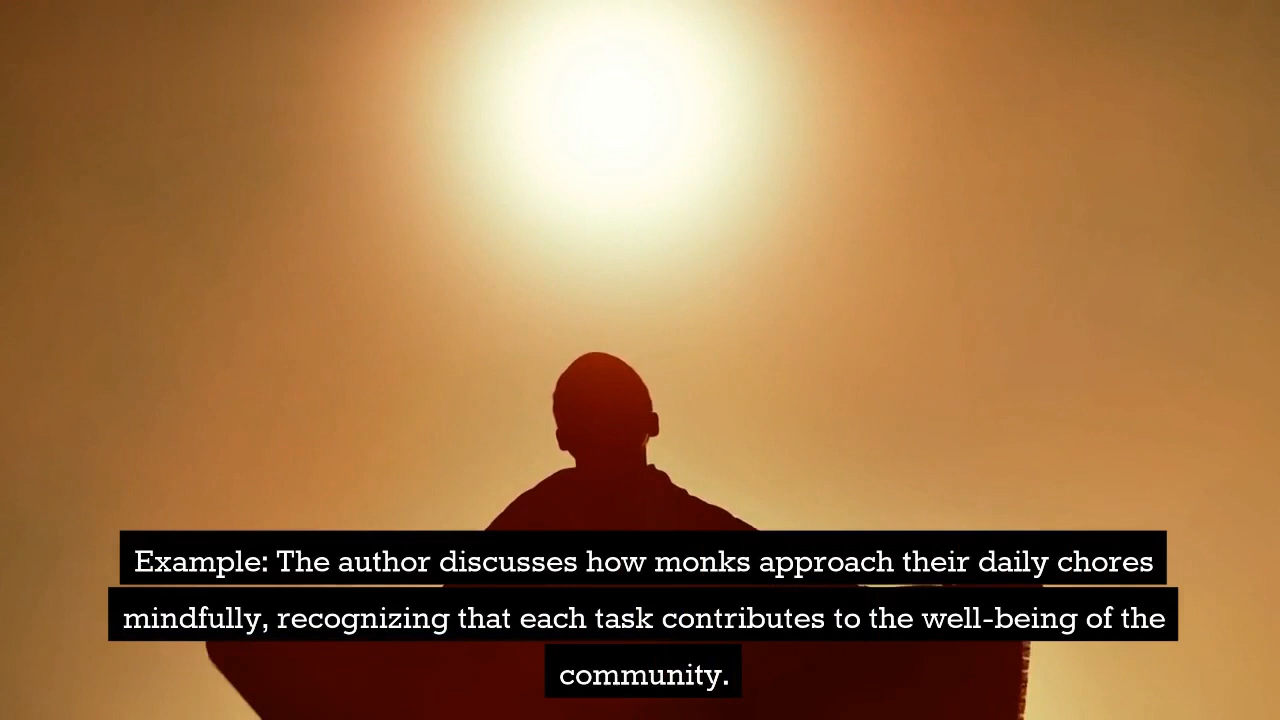 Example: The author discusses how monks approach their daily chores
mindfully, recognizing that each task contributes to the well-being of the
community.